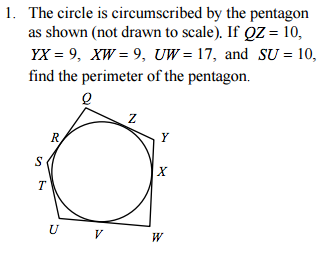 1. The circle is circumscribed by the pentagon
as shown (not drawn to scale). If QZ = 10,
YX = 9, XW = 9, UW = 17, and SU = 10,
find the perimeter of the pentagon.
Q
Z
R
Y
S
X
T
U
V
W